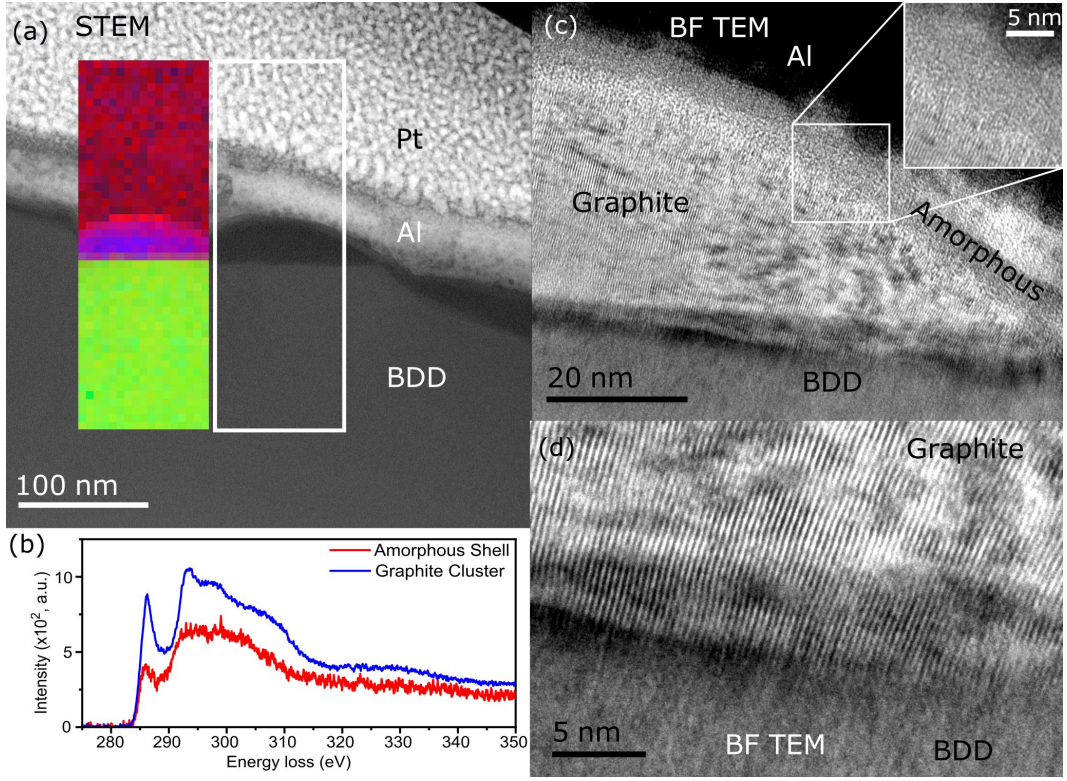 (a) STEM
Pt
Al
BDD
100 nm
(b)
Amorphous Shell
Graphite Cluster
Intensity (x10², a.u.)
10
5
0
280 290 300 310 320 330 340 350
Energy loss (eV)
(c) BF TEM
Al
5 nm
Graphite
Amorphous
20 nm
BDD
(d)
Graphite
5 nm
BF TEM
BDD